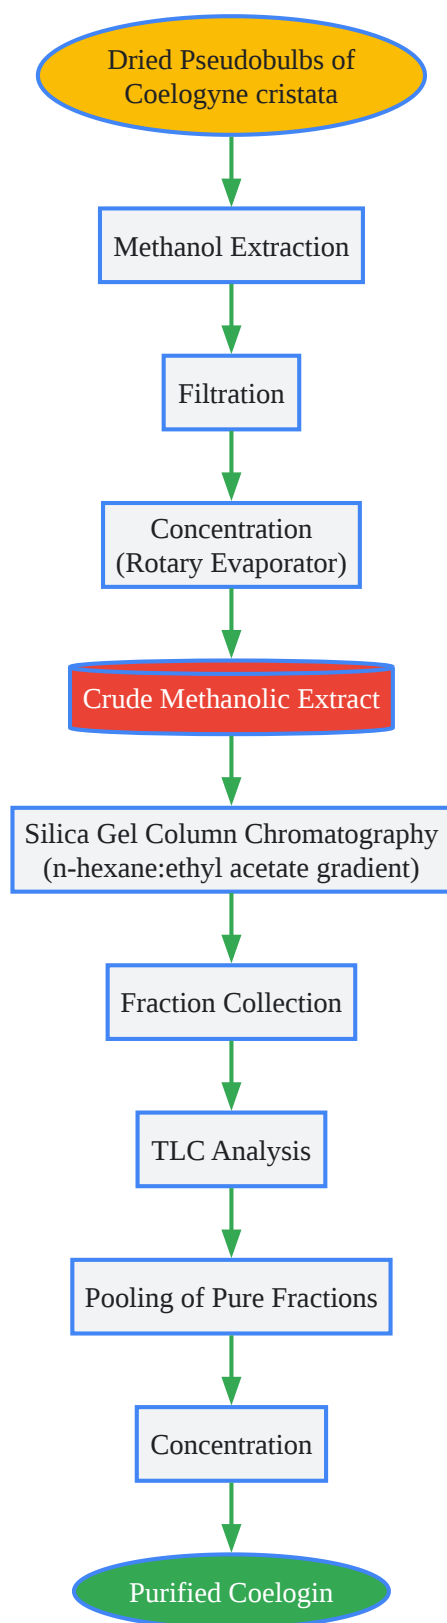 Dried Pseudobulbs of
Coelogyne cristata
Methanol Extraction
Filtration
Concentration
(Rotary Evaporator)
Crude Methanolic Extract
Silica Gel Column Chromatography
(n-hexane:ethyl acetate gradient)
Fraction Collection
TLC Analysis
Pooling of Pure Fractions
Concentration
Purified Coelogin